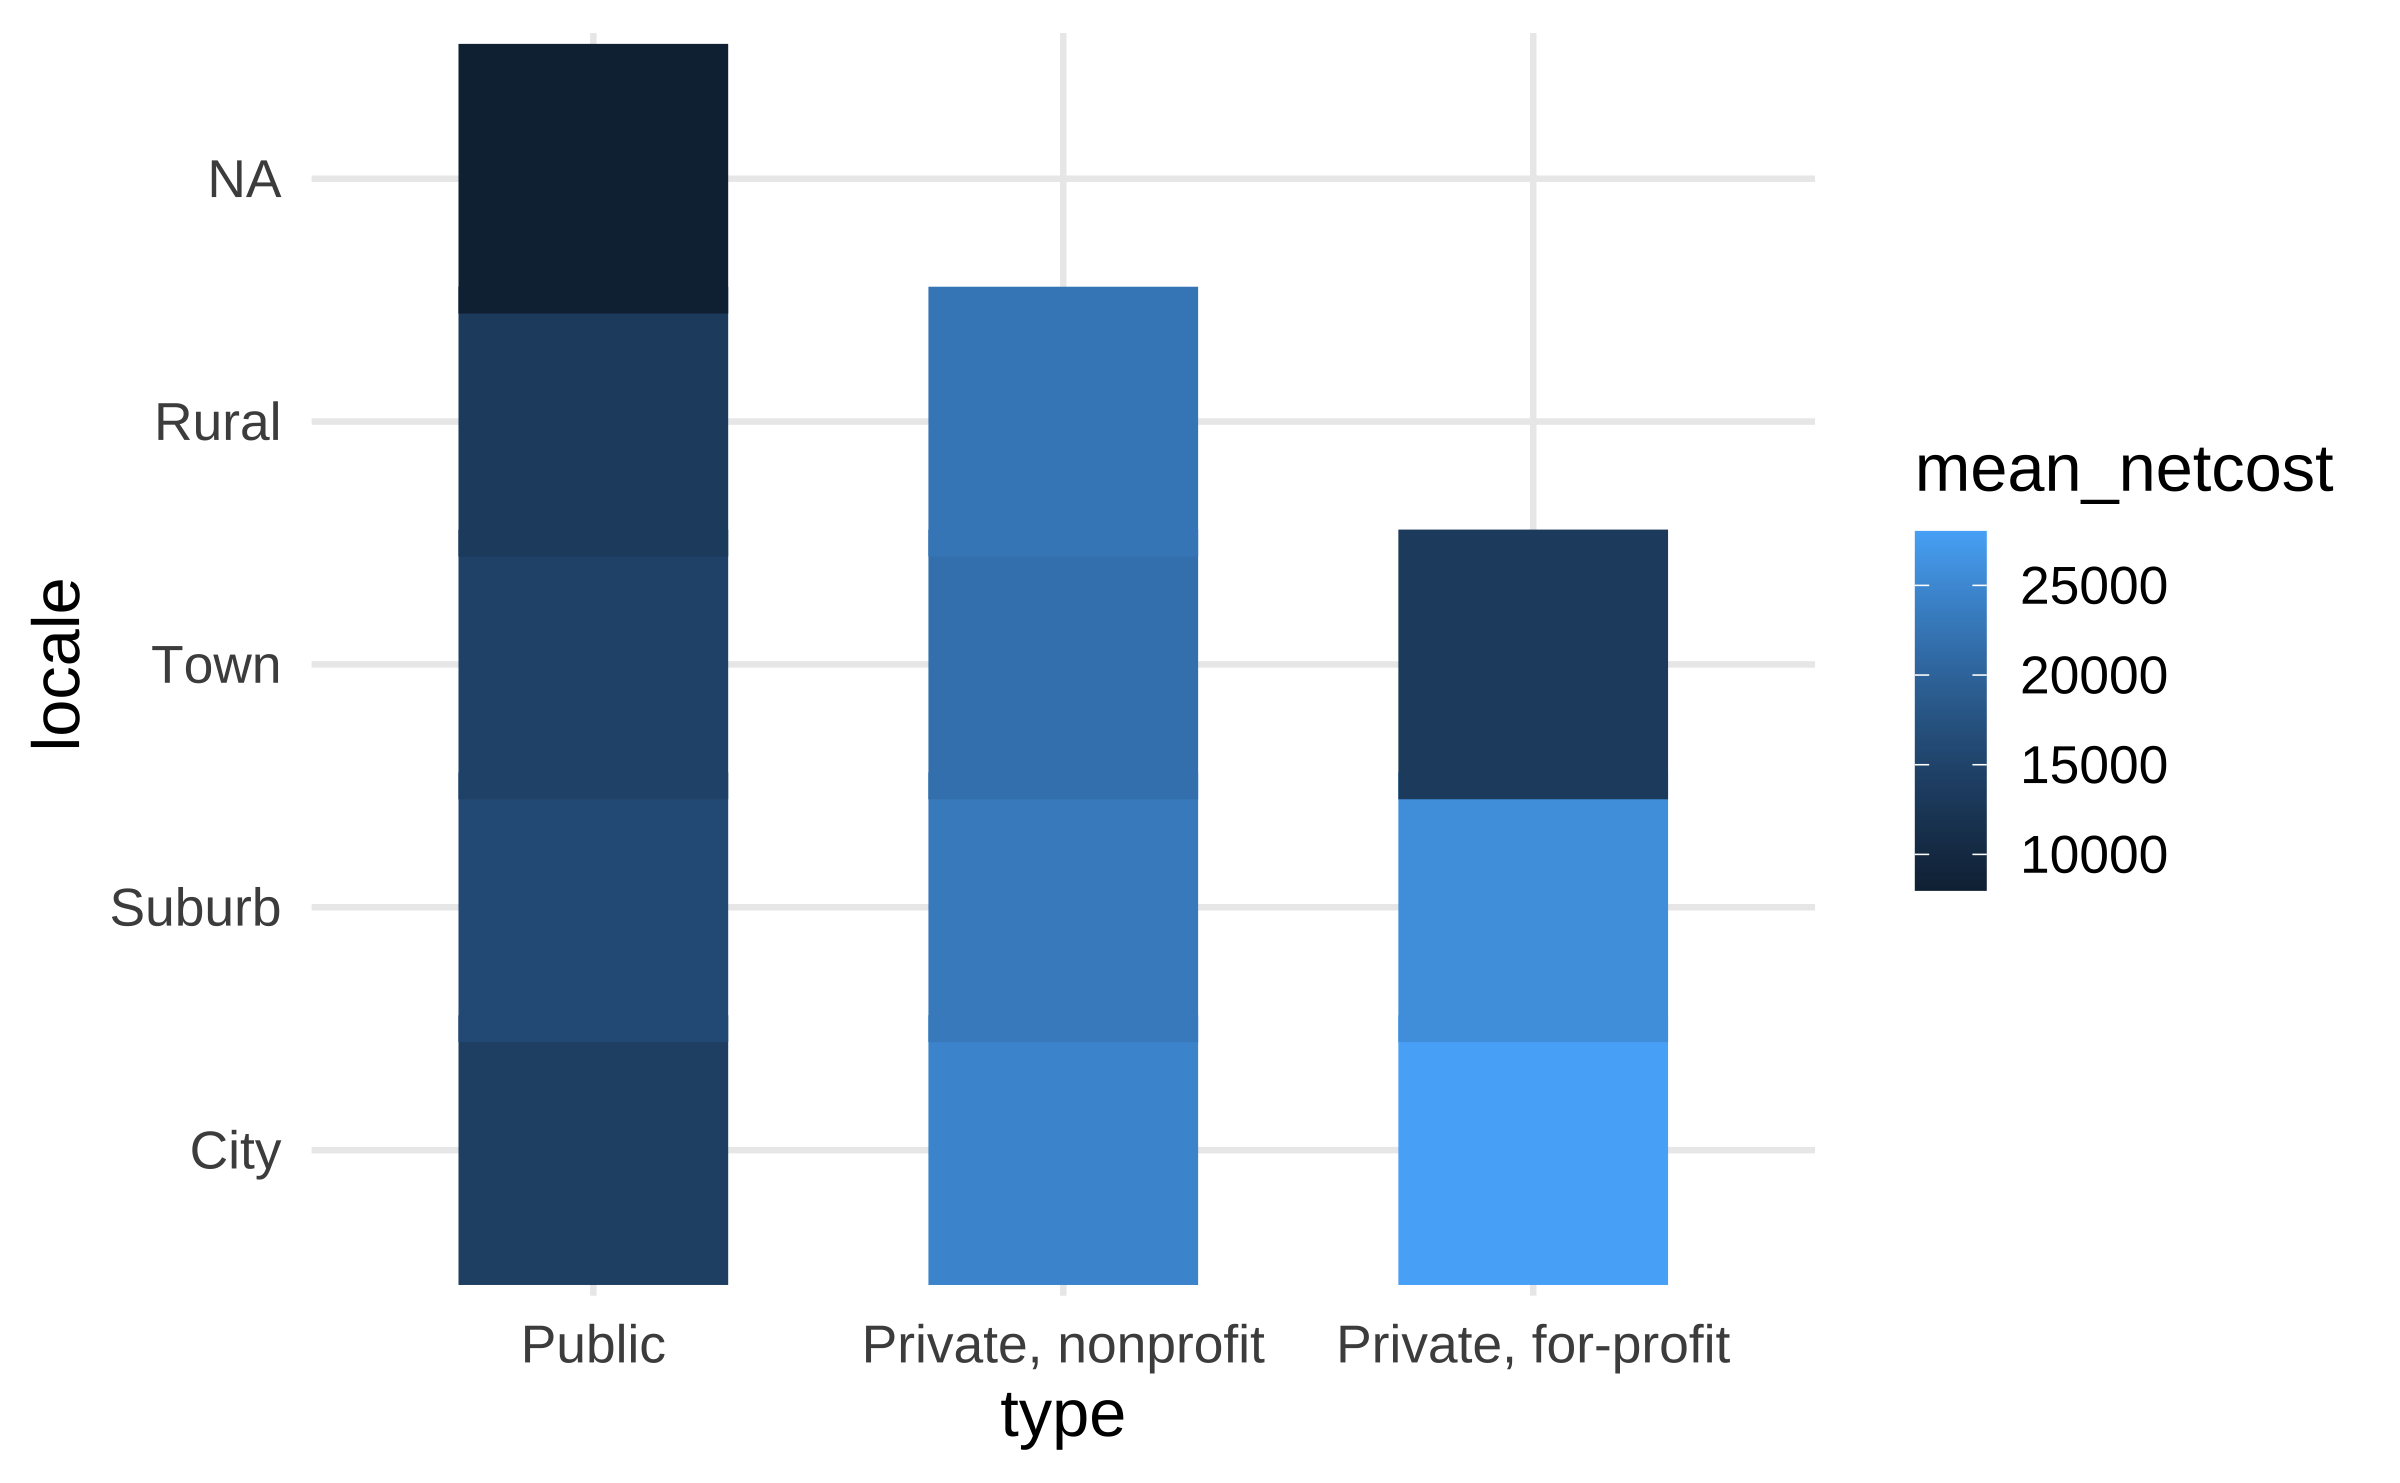 NA
Rural
Town
Suburb
City
locale
Public
Private, nonprofit
Private, for-profit
type
mean_netcost
25000
20000
15000
10000